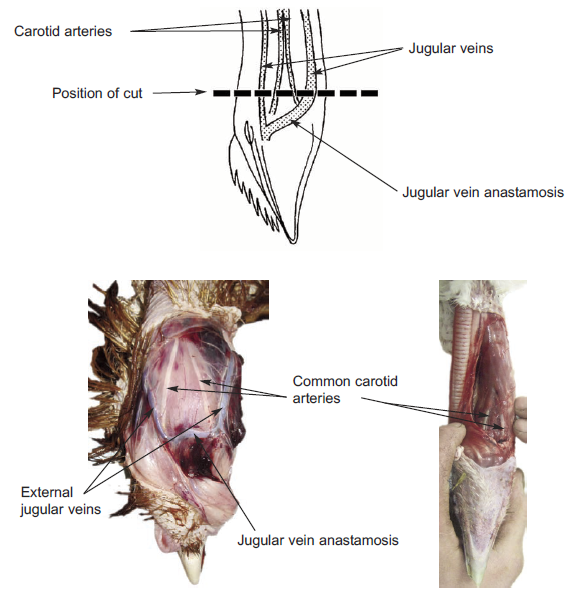 Carotid arteries
Jugular veins
Position of cut
Jugular vein anastamosis
Common carotid
arteries
External
jugular veins
Jugular vein anastamosis